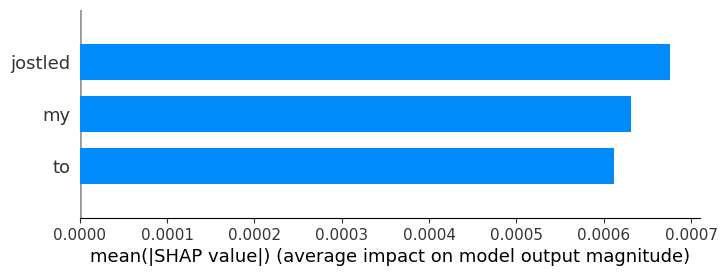 jostled
my
to
0.0000 0.0001 0.0002 0.0003 0.0004 0.0005 0.0006 0.0007
mean(|SHAP value|) (average impact on model output magnitude)